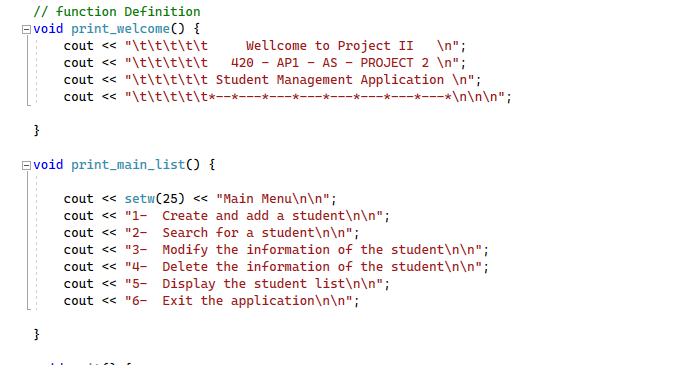 // function Definition
void print_welcome() {
cout << "\t\t\t\t\t     Wellcome to Project II   \n";
cout << "\t\t\t\t\t   420 - AP1 - AS - PROJECT 2 \n";
cout << "\t\t\t\t\t Student Management Application \n";
cout << "\t\t\t\t\t*--*---*---*---*---*---*---*---*\n\n\n";
}
void print_main_list() {
cout << setw(25) << "Main Menu\n\n";
cout << "1-  Create and add a student\n\n";
cout << "2-  Search for a student\n\n";
cout << "3-  Modify the information of the student\n\n";
cout << "4-  Delete the information of the student\n\n";
cout << "5-  Display the student list\n\n";
cout << "6-  Exit the application\n\n";
}